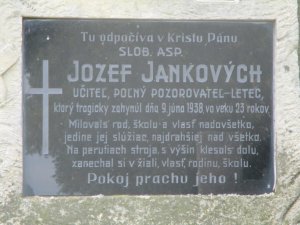 Tu odpočíva v Kristu Pánu
SLOB. ASP.
JOZEF JANKOVÝCH
UČITEĽ, POĽNÝ POZOROVATEĽ-LETEC,
ktorý tragicky zahynul dňa 9. júna 1938, vo veku 23 rokov.
Miloval's rod, školu a vlasť nadovšetko,
jedine jej slúžiac, najdrahšej nad všetko.
Na perutiach stroja, s výšin klesol's dolu,
zanechal si v žiali, vlasť, rodinu, školu.
Pokoj prachu jeho !